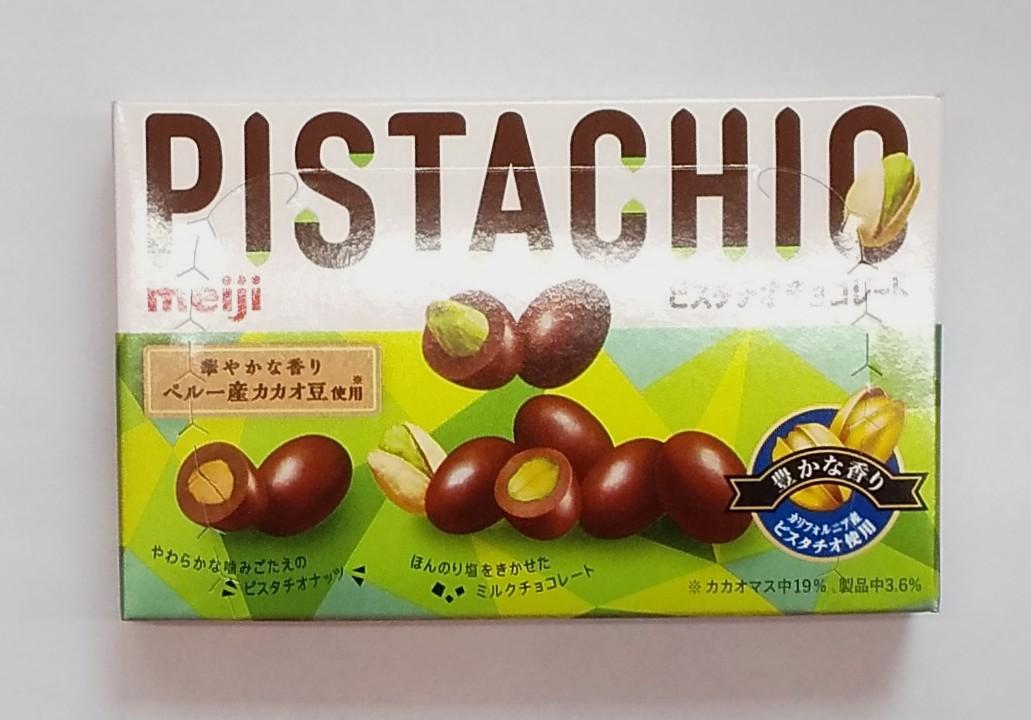 PISTACHIO
meiji
ピスタチオチョコレート
華やかな香り
ペルー産カカオ豆使用※
豊かな香り
カリフォルニア産
ピスタチオ使用
やわらかな噛みごたえの
ピスタチオナッツ
ほんのり塩をきかせた
ミルクチョコレート
※カカオマス中19%、製品中3.6%